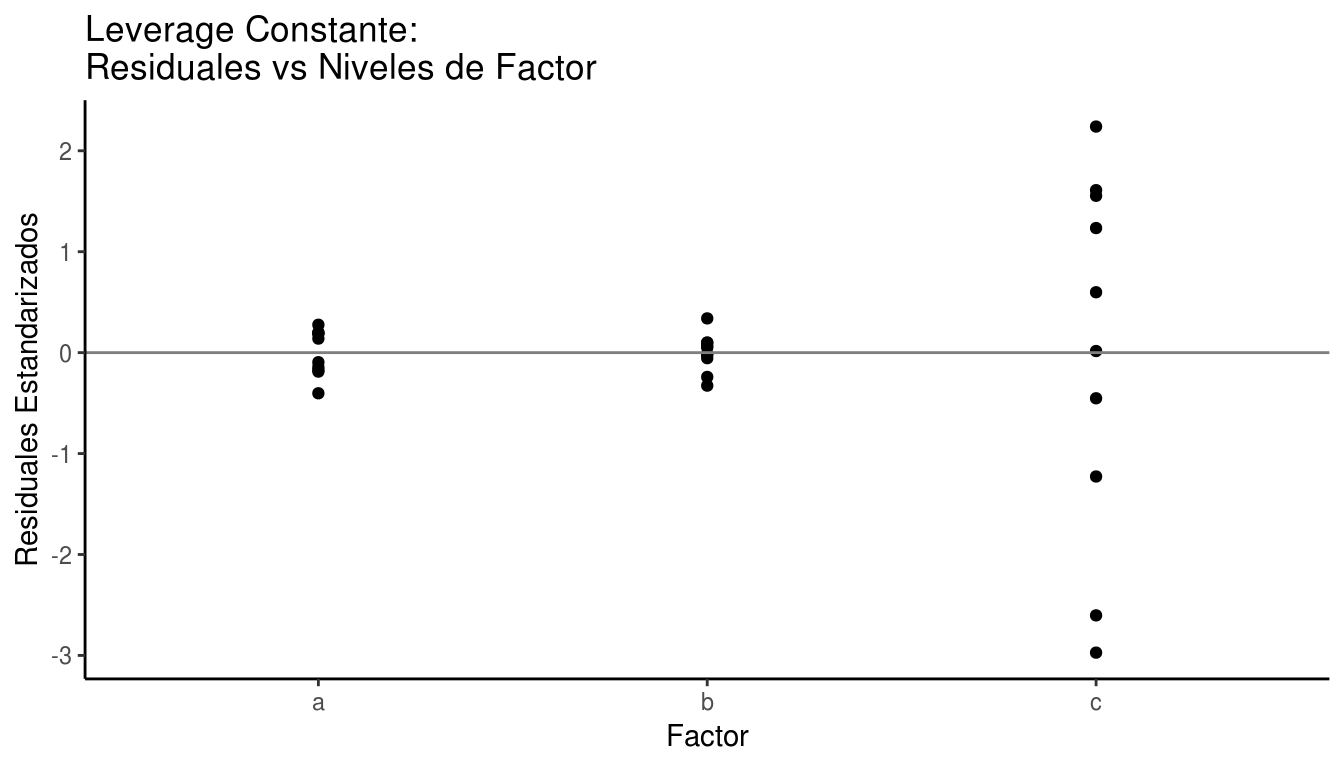 Leverage Constante:
Residuales vs Niveles de Factor
Residuales Estandarizados
2
1
0
-1
-2
-3
a
b
c
Factor